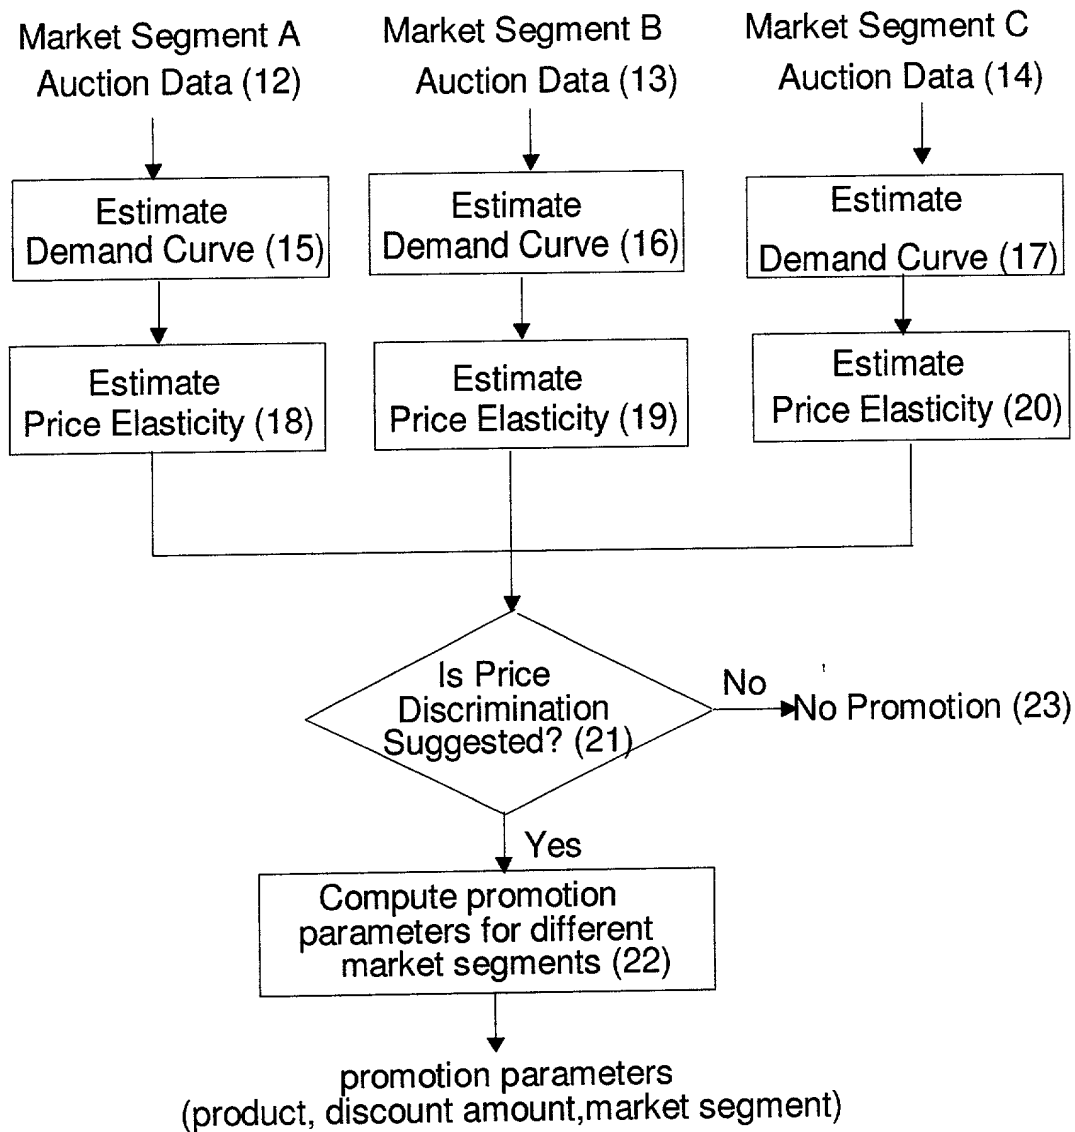 Market Segment A
Auction Data (12)
Market Segment B
Auction Data (13)
Market Segment C
Auction Data (14)
Estimate
Demand Curve (15)
Estimate
Demand Curve (16)
Estimate
Demand Curve (17)
Estimate
Price Elasticity (18)
Estimate
Price Elasticity (19)
Estimate
Price Elasticity (20)
Is Price
Discrimination
Suggested? (21)
No
No Promotion (23)
Yes
Compute promotion
parameters for different
market segments (22)
promotion parameters
(product, discount amount,market segment)